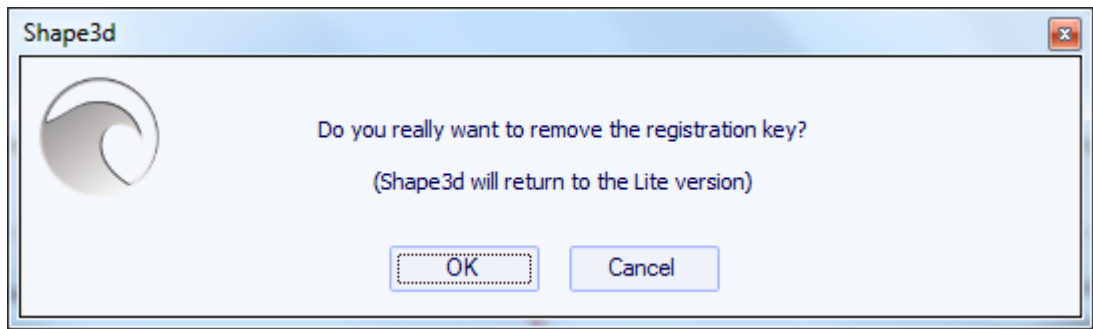 Shape3d
Do you really want to remove the registration key?
(Shape3d will return to the Lite version)
OK Cancel